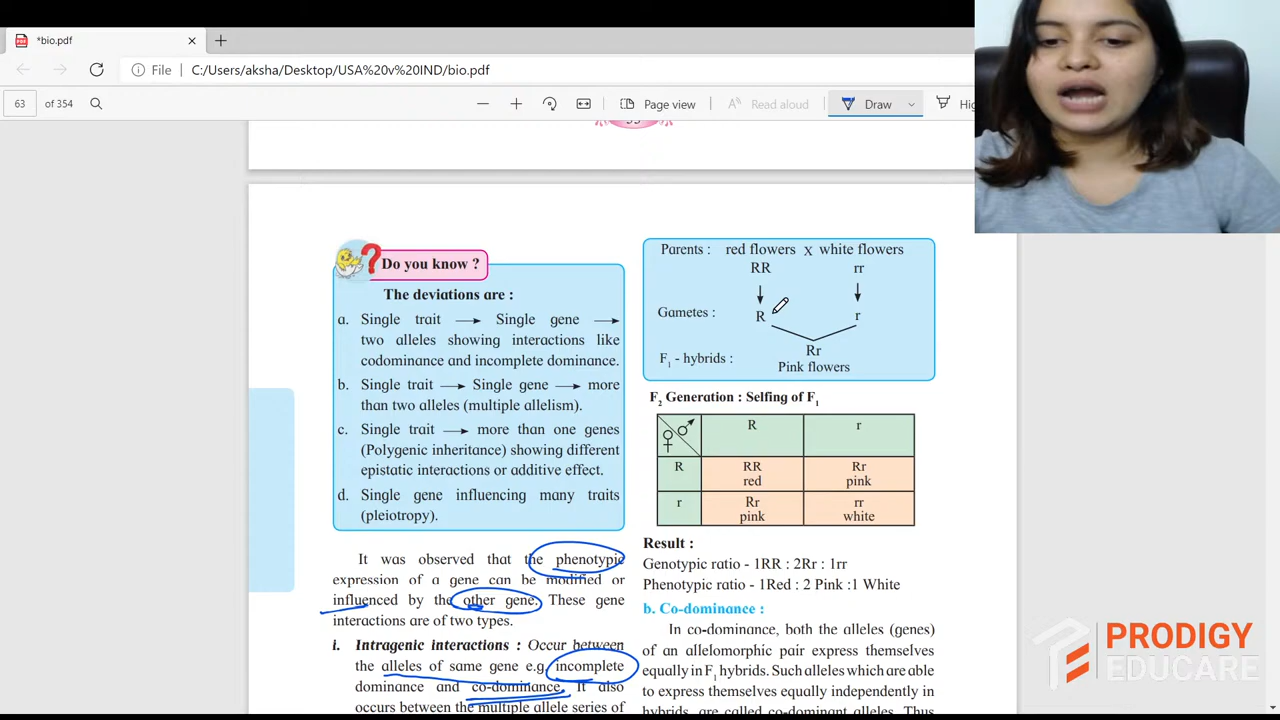 *bio.pdf
File
C:/Users/aksha/Desktop/USA%20v%20IND/bio.pdf
63
of 354
Page view
Read aloud
Draw
Do you know ?
The deviations are :
a. Single trait → Single gene →
two alleles showing interactions like
codominance and incomplete dominance.
b. Single trait → Single gene → more
than two alleles (multiple allelism).
c. Single trait → more than one genes
(Polygenic inheritance) showing different
epistatic interactions or additive effect.
d. Single gene influencing many traits
(pleiotropy).
It was observed that the phenotypic
expression of a gene can be modified or
influenced by the other gene. These gene
interactions are of two types.
i. Intragenic interactions : Occur between
the alleles of same gene e.g. incomplete
dominance and co-dominance. It also
occurs between the multiple allele series of
Parents : red flowers X white flowers
RR rr
Gametes : R r
Rr
F1 - hybrids :
Pink flowers
F2 Generation : Selfing of F1
♀ ♂ R r
R RR Rr
red pink
r Rr rr
pink white
Result :
Genotypic ratio - 1RR : 2Rr : 1rr
Phenotypic ratio - 1Red : 2 Pink :1 White
b. Co-dominance :
In co-dominance, both the alleles (genes)
of an allelomorphic pair express themselves
equally in F1 hybrids. Such alleles which are able
to express themselves equally independently in
hybrids, are called co-dominant alleles. Thus
PRODIGY
EDUCARE